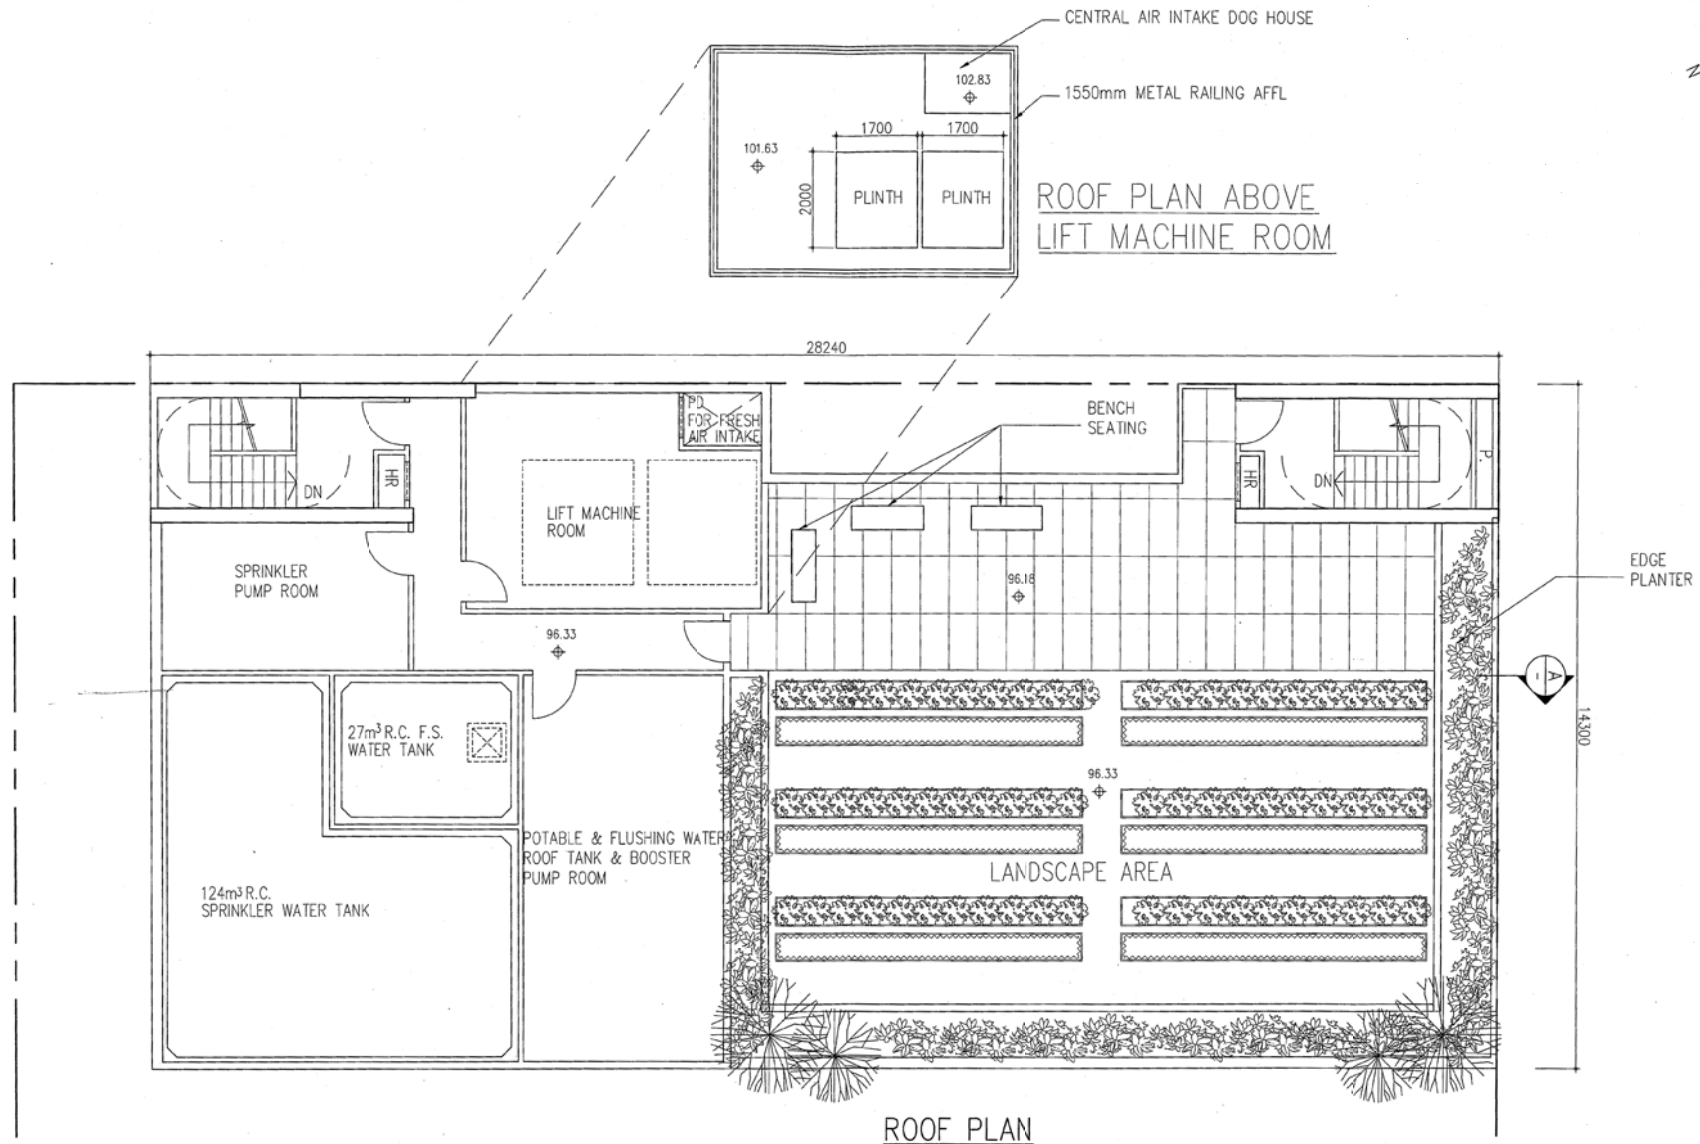 CENTRAL AIR INTAKE DOG HOUSE
102.83
1550mm METAL RAILING AFFL
1700
1700
101.63
2000
PLINTH
PLINTH
ROOF PLAN ABOVE
LIFT MACHINE ROOM
28240
PD
FOR FRESH
AIR INTAKE
BENCH
SEATING
HR
DN
HR
DN
P.
LIFT MACHINE
ROOM
SPRINKLER
PUMP ROOM
96.18
EDGE
PLANTER
96.33
A
-
14300
27m³ R.C. F.S.
WATER TANK
96.33
POTABLE & FLUSHING WATER
ROOF TANK & BOOSTER
PUMP ROOM
LANDSCAPE AREA
124m³ R.C.
SPRINKLER WATER TANK
ROOF PLAN